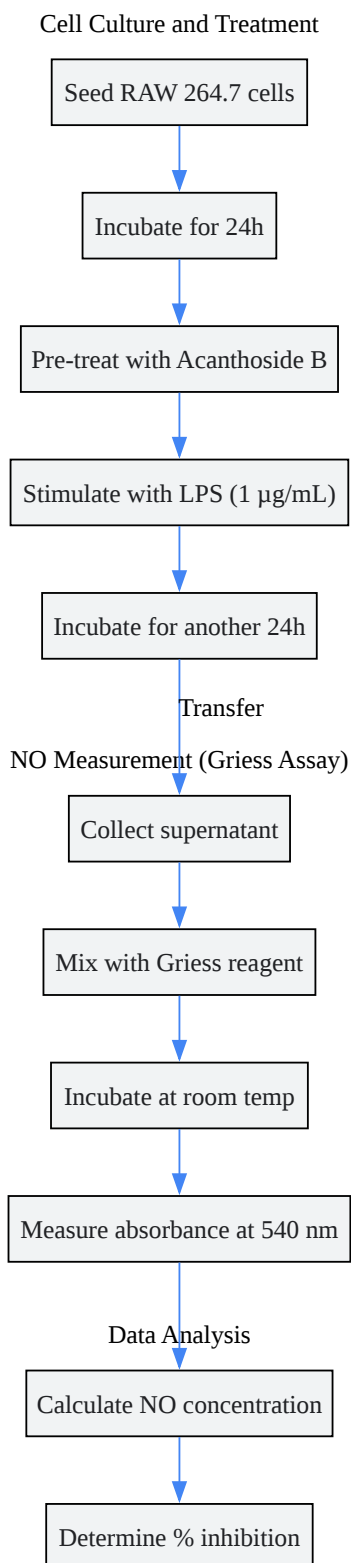 Cell Culture and Treatment
Seed RAW 264.7 cells
Incubate for 24h
Pre-treat with Acanthoside B
Stimulate with LPS (1 µg/mL)
Incubate for another 24h
Transfer
NO Measurement (Griess Assay)
Collect supernatant
Mix with Griess reagent
Incubate at room temp
Measure absorbance at 540 nm
Data Analysis
Calculate NO concentration
Determine % inhibition